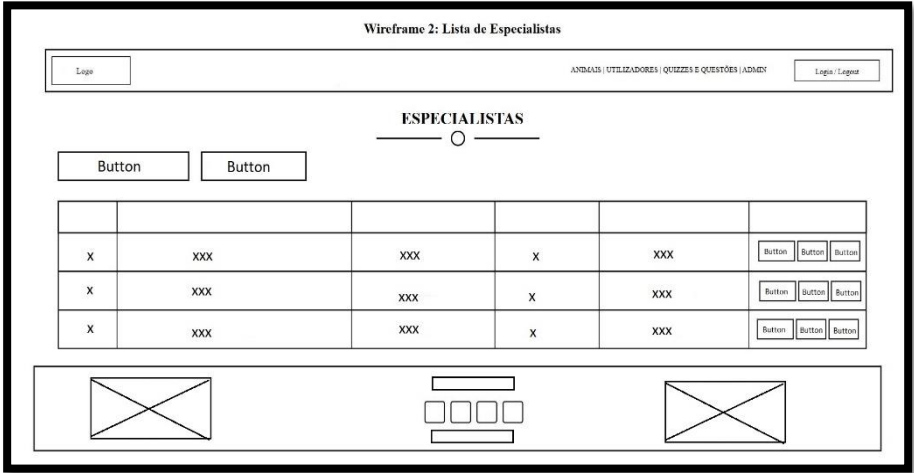 Wireframe 2: Lista de Especialistas
Logo
ANIMAIS | UTILIZADORES | QUIZZES E QUESTÕES | ADMIN
Login / Logout
ESPECIALISTAS
Button Button
X XXX XXX X XXX Button Button Button
X XXX XXX X XXX Button Button Button
X XXX XXX X XXX Button Button Button